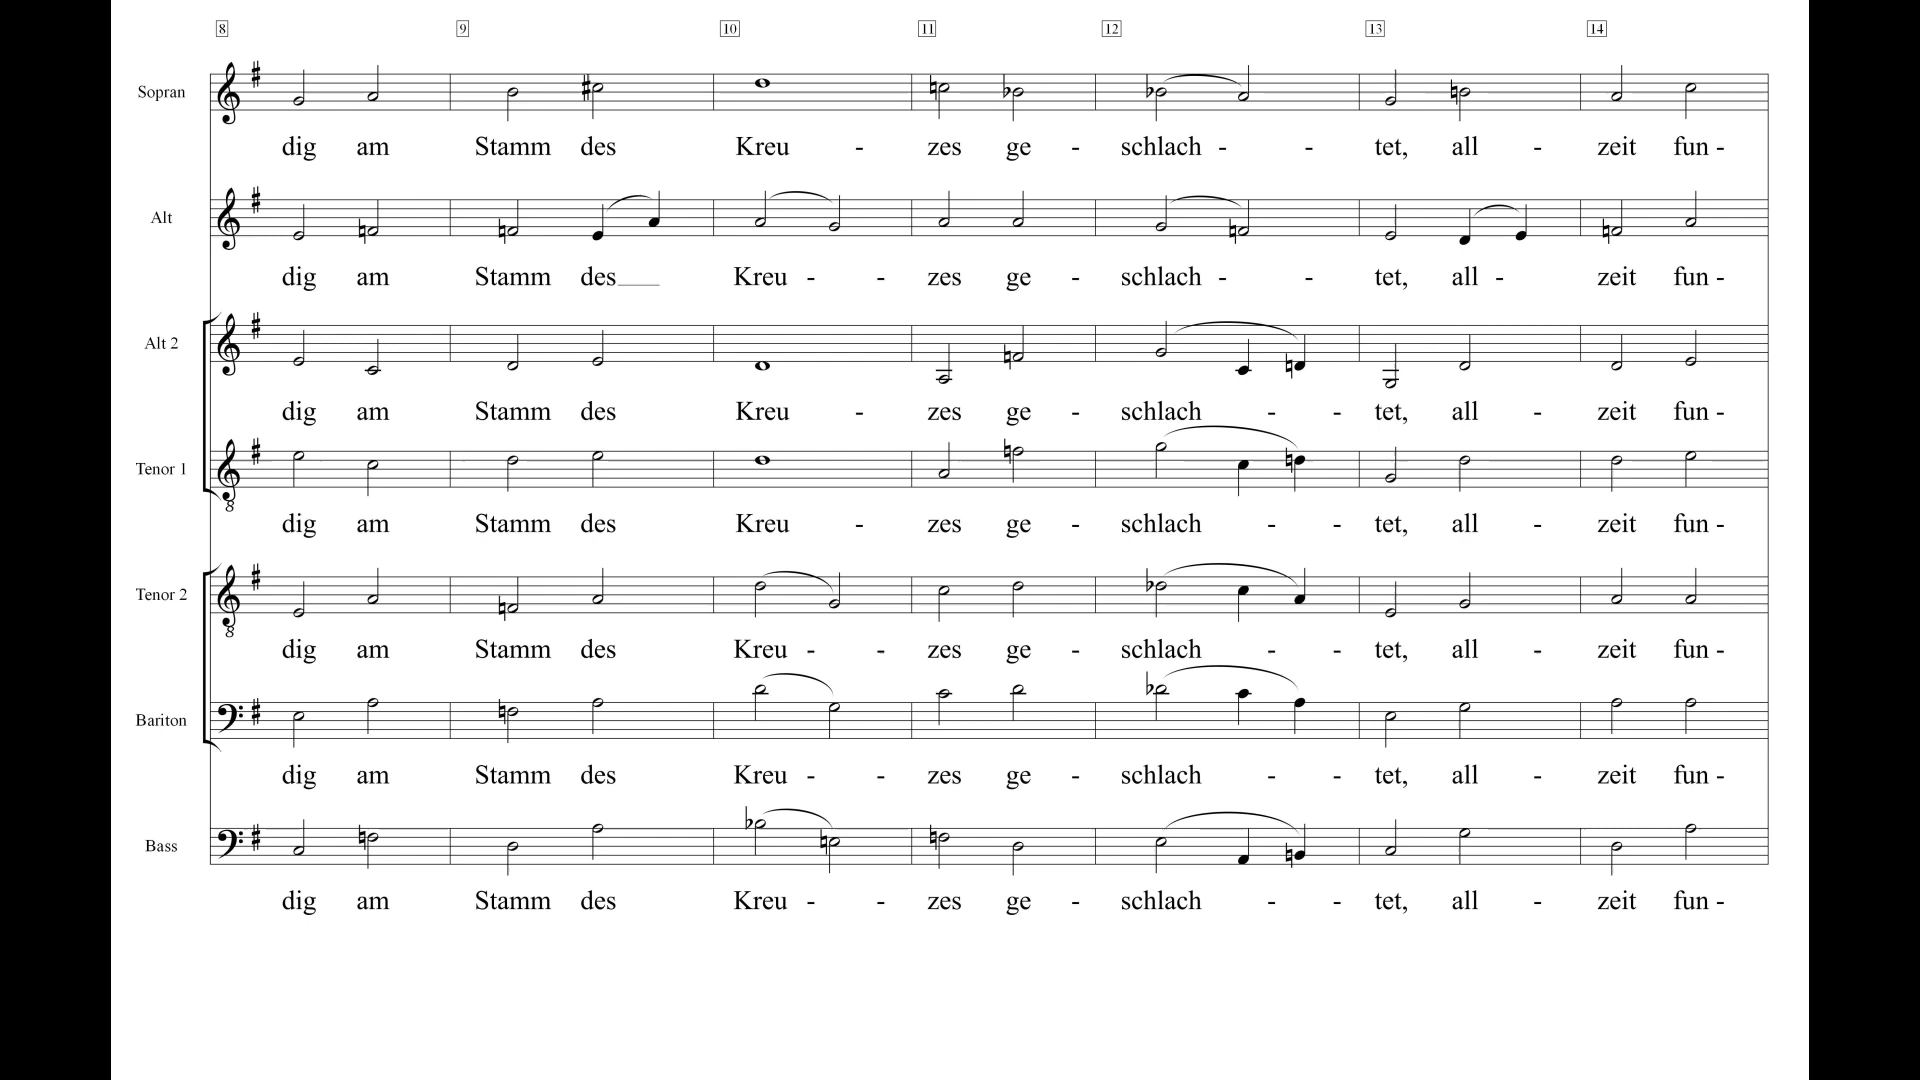 8 9 10 11 12 13 14
Sopran
dig am Stamm des Kreu - zes ge - schlach - - tet, all - zeit fun -
Alt
dig am Stamm des Kreu - - zes ge - schlach - - tet, all - zeit fun -
Alt 2
dig am Stamm des Kreu - zes ge - schlach - - tet, all - zeit fun -
Tenor 1
8
dig am Stamm des Kreu - zes ge - schlach - - tet, all - zeit fun -
Tenor 2
8
dig am Stamm des Kreu - - zes ge - schlach - - tet, all - zeit fun -
Bariton
dig am Stamm des Kreu - - zes ge - schlach - - tet, all - zeit fun -
Bass
dig am Stamm des Kreu - - zes ge - schlach - - tet, all - zeit fun -